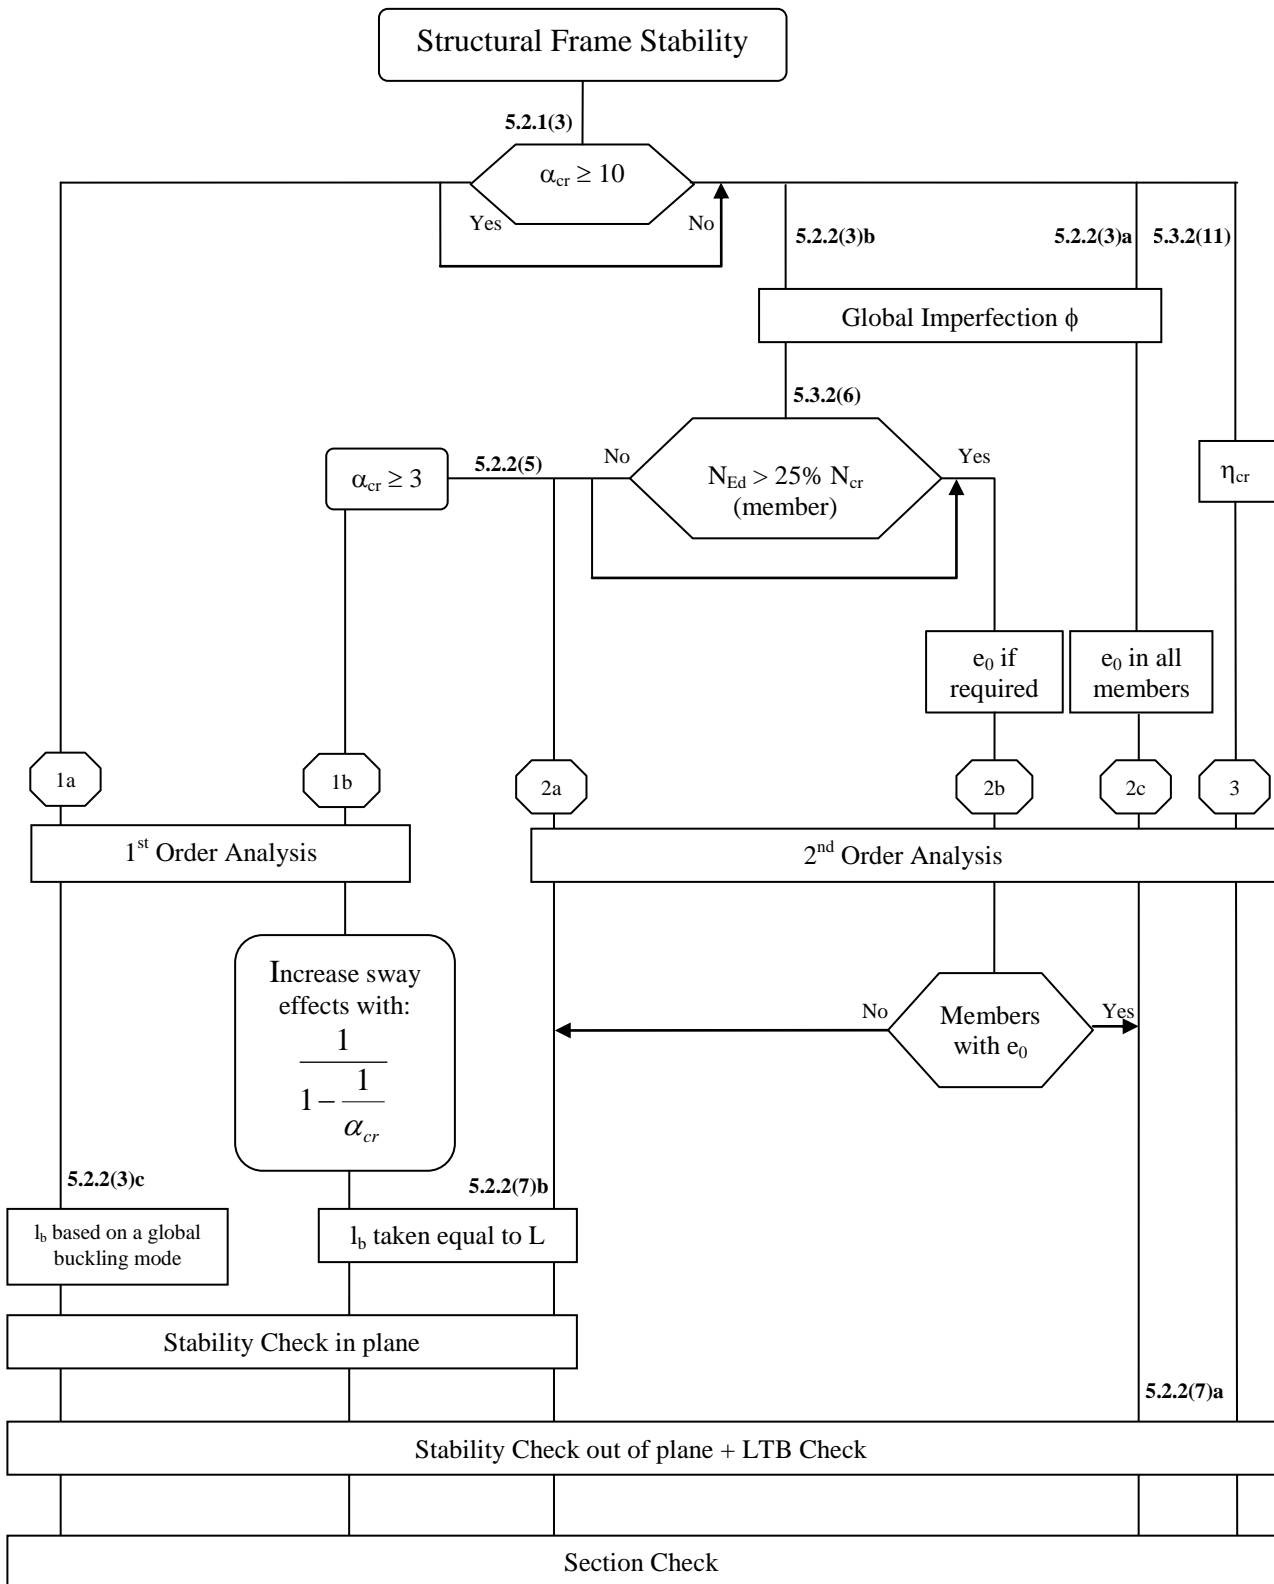 Structural Frame Stability
5.2.1(3)
αcr ≥ 10
Yes
No
5.2.2(3)b
5.2.2(3)a
5.3.2(11)
Global Imperfection ϕ
5.3.2(6)
αcr ≥ 3
5.2.2(5)
No
NEd > 25% Ncr
(member)
Yes
ηcr
e0 if
required
e0 in all
members
1a
1b
2a
2b
2c
3
1st Order Analysis
2nd Order Analysis
Increase sway
effects with:
1
1 − 1
αcr
No
Members
with e0
Yes
5.2.2(3)c
5.2.2(7)b
lb based on a global
buckling mode
lb taken equal to L
Stability Check in plane
5.2.2(7)a
Stability Check out of plane + LTB Check
Section Check